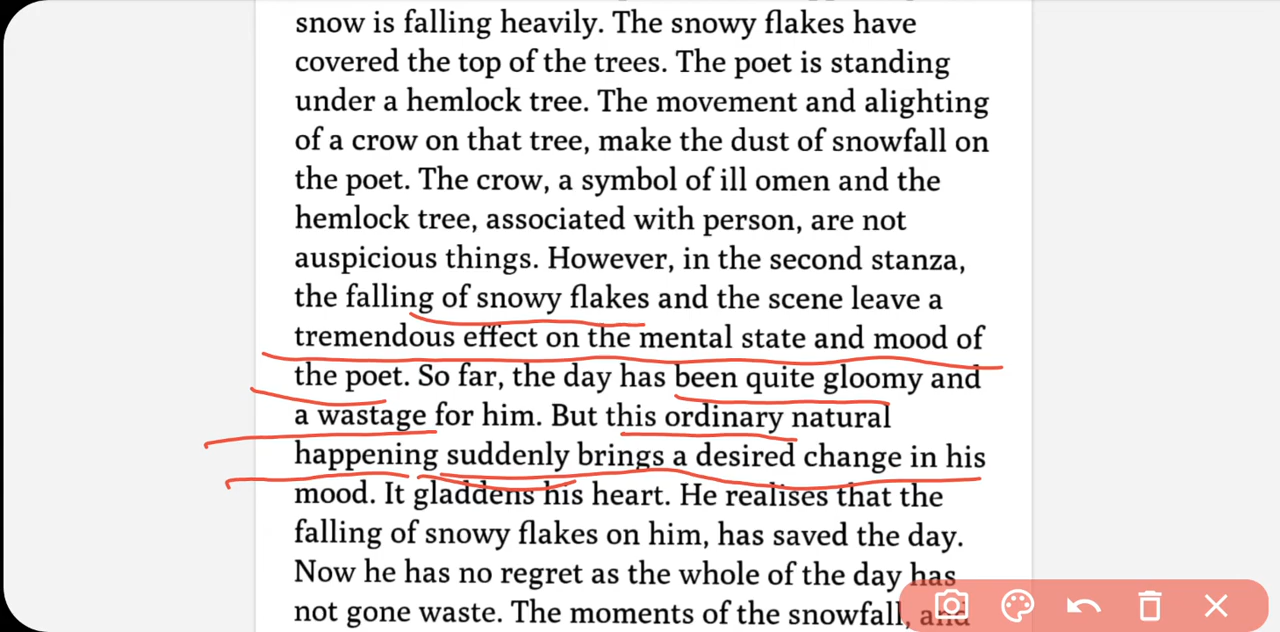 snow is falling heavily. The snowy flakes have
covered the top of the trees. The poet is standing
under a hemlock tree. The movement and alighting
of a crow on that tree, make the dust of snowfall on
the poet. The crow, a symbol of ill omen and the
hemlock tree, associated with person, are not
auspicious things. However, in the second stanza,
the falling of snowy flakes and the scene leave a
tremendous effect on the mental state and mood of
the poet. So far, the day has been quite gloomy and
a wastage for him. But this ordinary natural
happening suddenly brings a desired change in his
mood. It gladdens his heart. He realises that the
falling of snowy flakes on him, has saved the day.
Now he has no regret as the whole of the day has
not gone waste. The moments of the snowfall, and